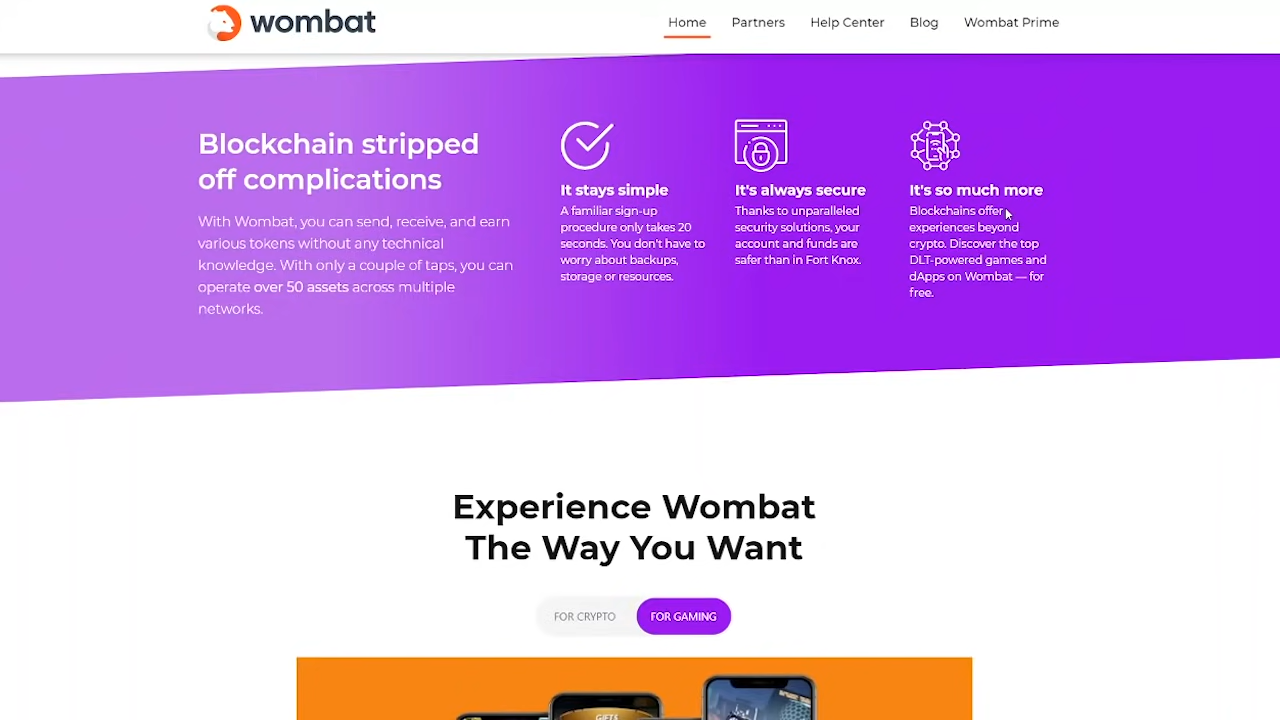 wombat
Home Partners Help Center Blog Wombat Prime
Blockchain stripped
off complications
With Wombat, you can send, receive, and earn
various tokens without any technical
knowledge. With only a couple of taps, you can
operate over 50 assets across multiple
networks.
It stays simple
A familiar sign-up
procedure only takes 20
seconds. You don't have to
worry about backups,
storage or resources.
It's always secure
Thanks to unparalleled
security solutions, your
account and funds are
safer than in Fort Knox.
It's so much more
Blockchains offer
experiences beyond
crypto. Discover the top
DLT-powered games and
dApps on Wombat — for
free.
Experience Wombat
The Way You Want
FOR CRYPTO FOR GAMING
GIFTS